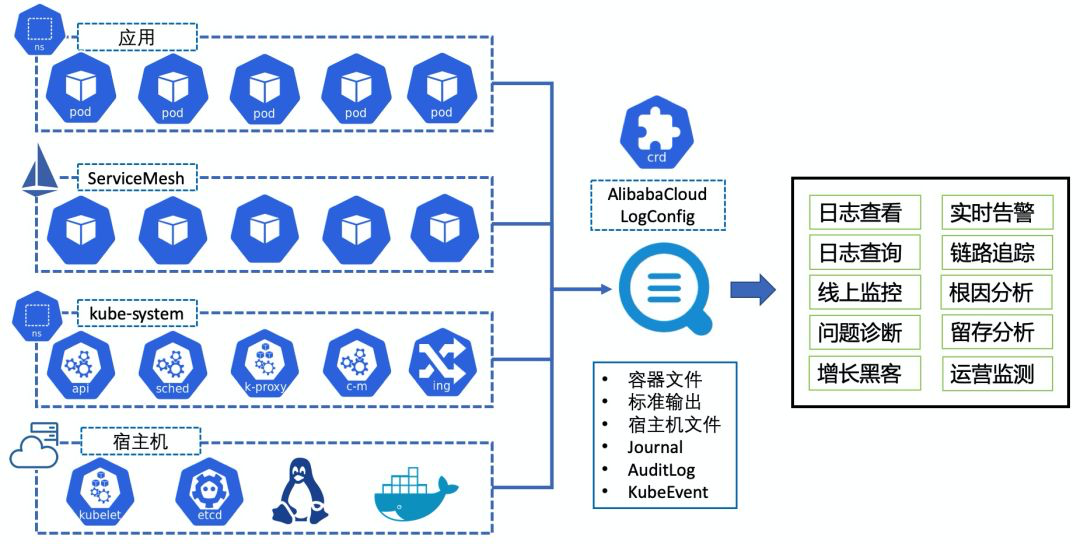 ns
应用
pod
pod
pod
pod
pod
ServiceMesh
ns
kube-system
api
sched
k-proxy
c-m
ing
宿主机
kubelet
etcd
crd
AlibabaCloud
LogConfig
• 容器文件
• 标准输出
• 宿主机文件
• Journal
• AuditLog
• KubeEvent
日志查看
实时告警
日志查询
链路追踪
线上监控
根因分析
问题诊断
留存分析
增长黑客
运营监测